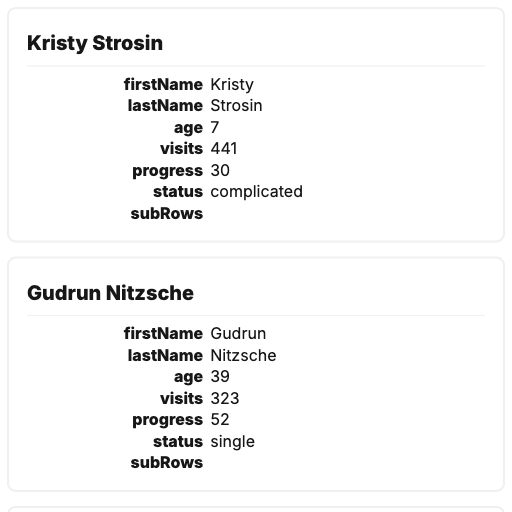 Kristy Strosin
firstName Kristy
lastName Strosin
age 7
visits 441
progress 30
status complicated
subRows
Gudrun Nitzsche
firstName Gudrun
lastName Nitzsche
age 39
visits 323
progress 52
status single
subRows